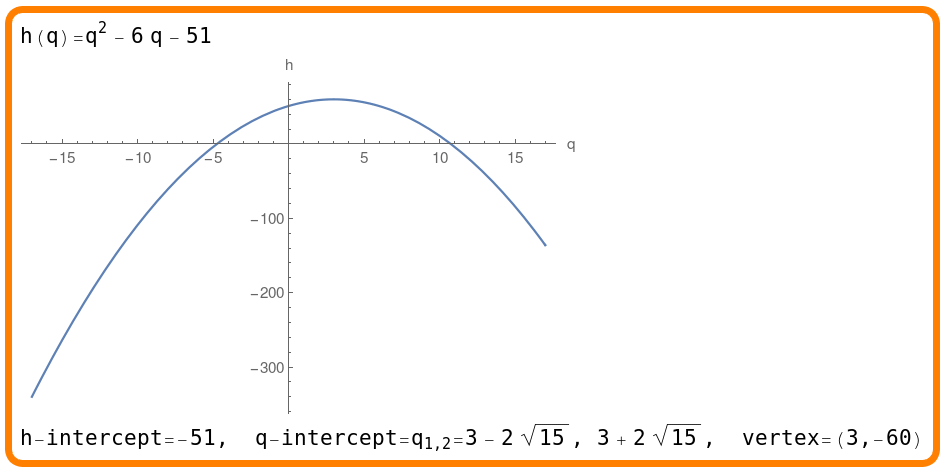 h(q)=q² − 6 q − 51
h
q
−15 −10 −5 5 10 15
−100
−200
−300
h−intercept=−51, q−intercept=q₁,₂=3 − 2 √15, 3 + 2 √15, vertex=(3,−60)